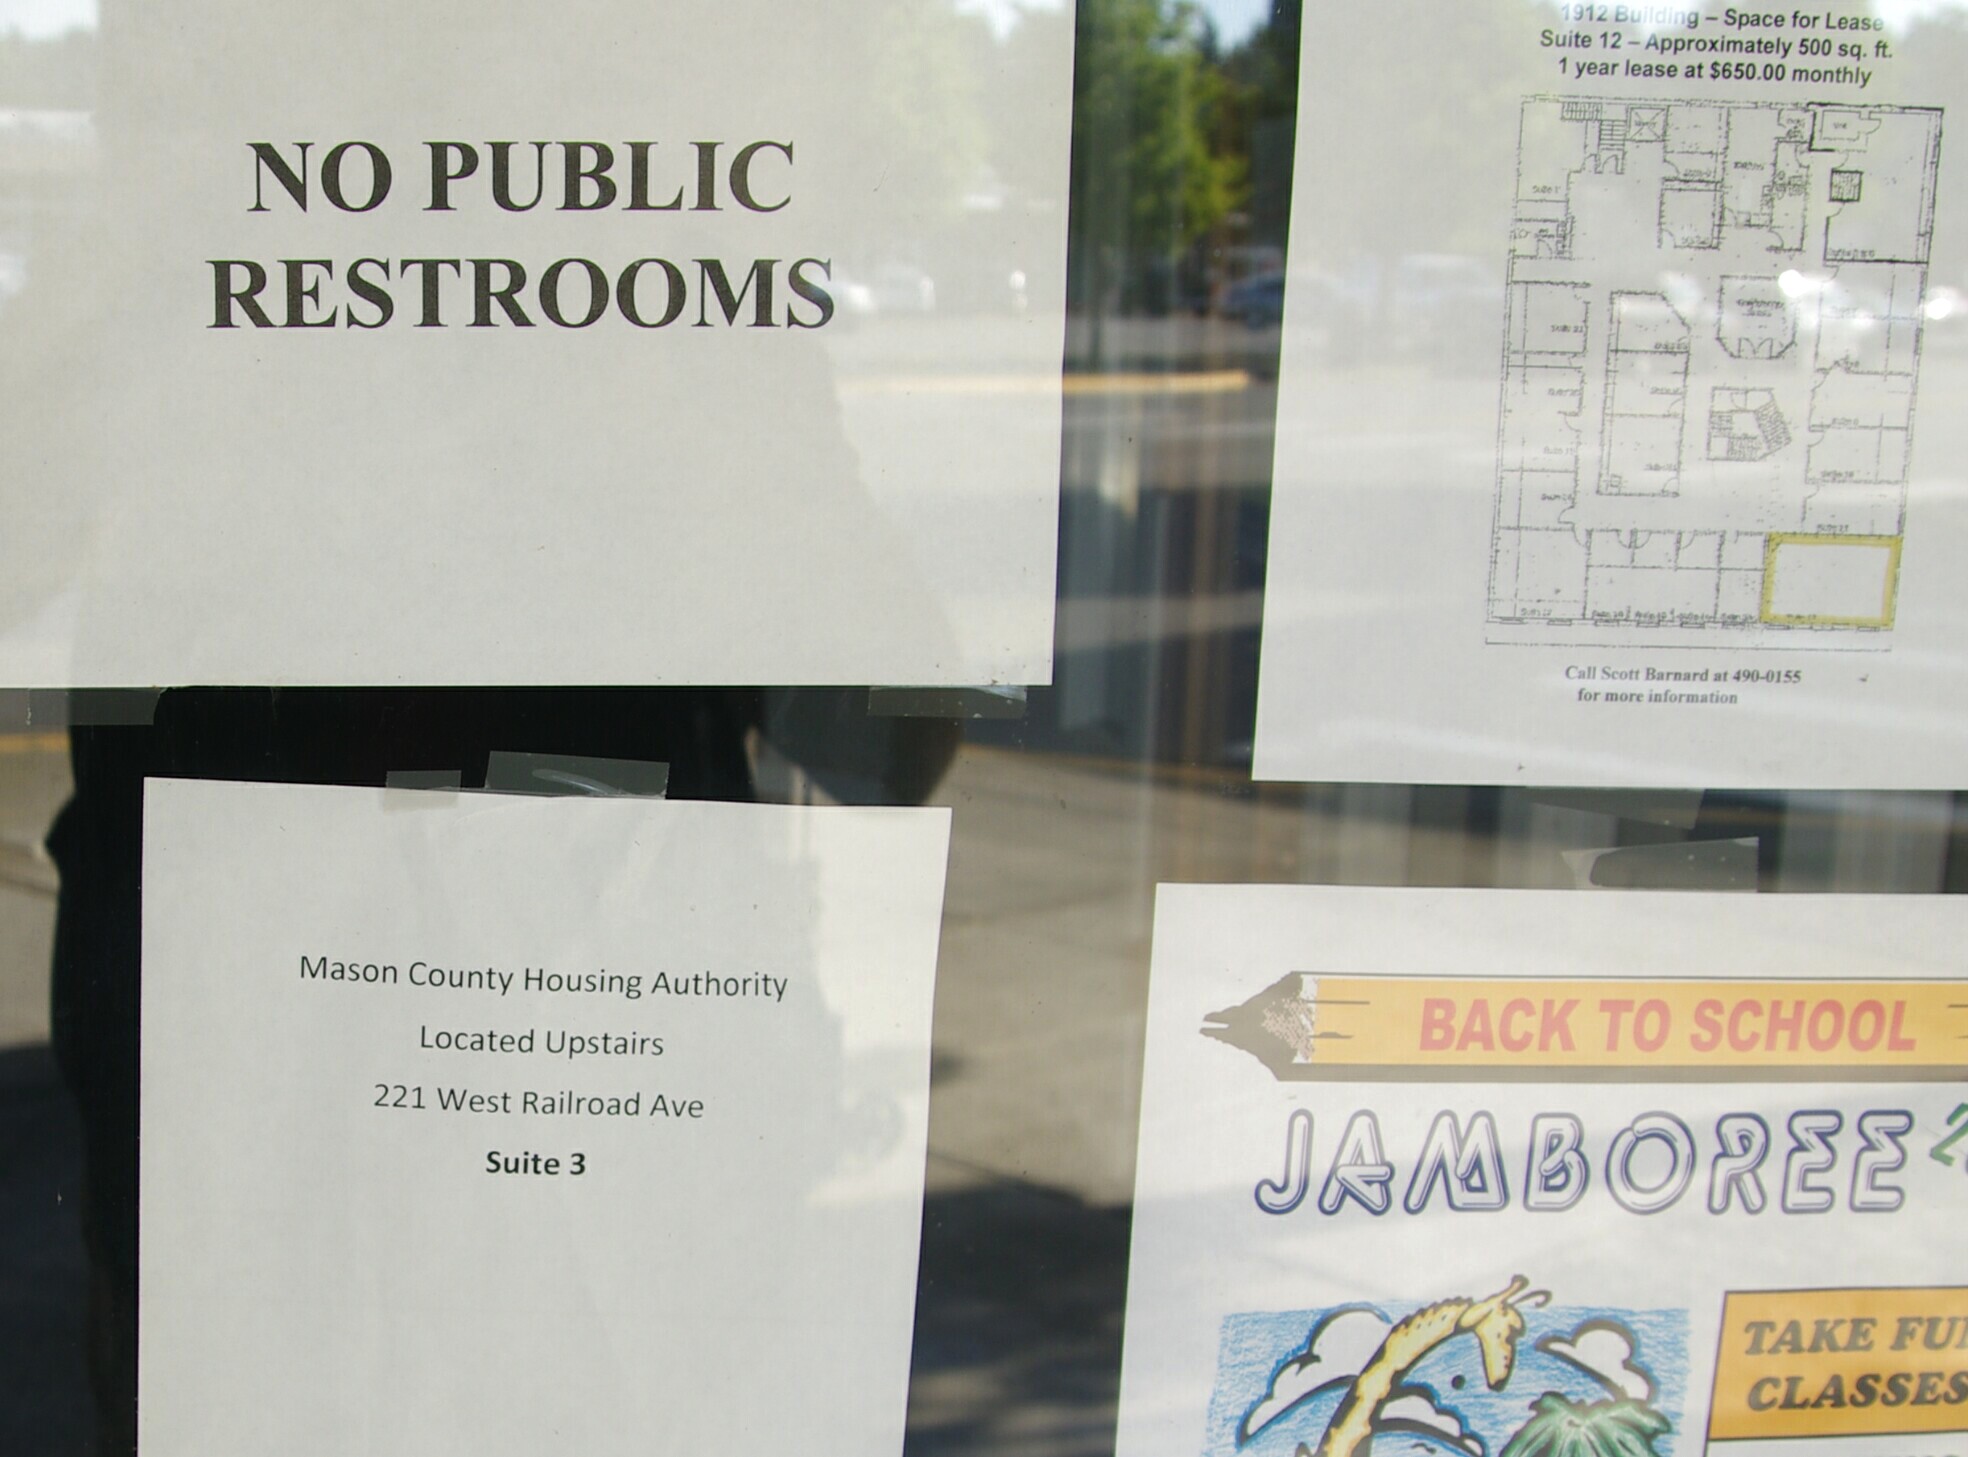 NO PUBLIC
RESTROOMS
1912 Building – Space for Lease
Suite 12 – Approximately 500 sq. ft.
1 year lease at $650.00 monthly
Call Scott Barnard at 490-0155
for more information
Mason County Housing Authority
Located Upstairs
221 West Railroad Ave
Suite 3
BACK TO SCHOOL
JAMBOREE
TAKE
CLASSES